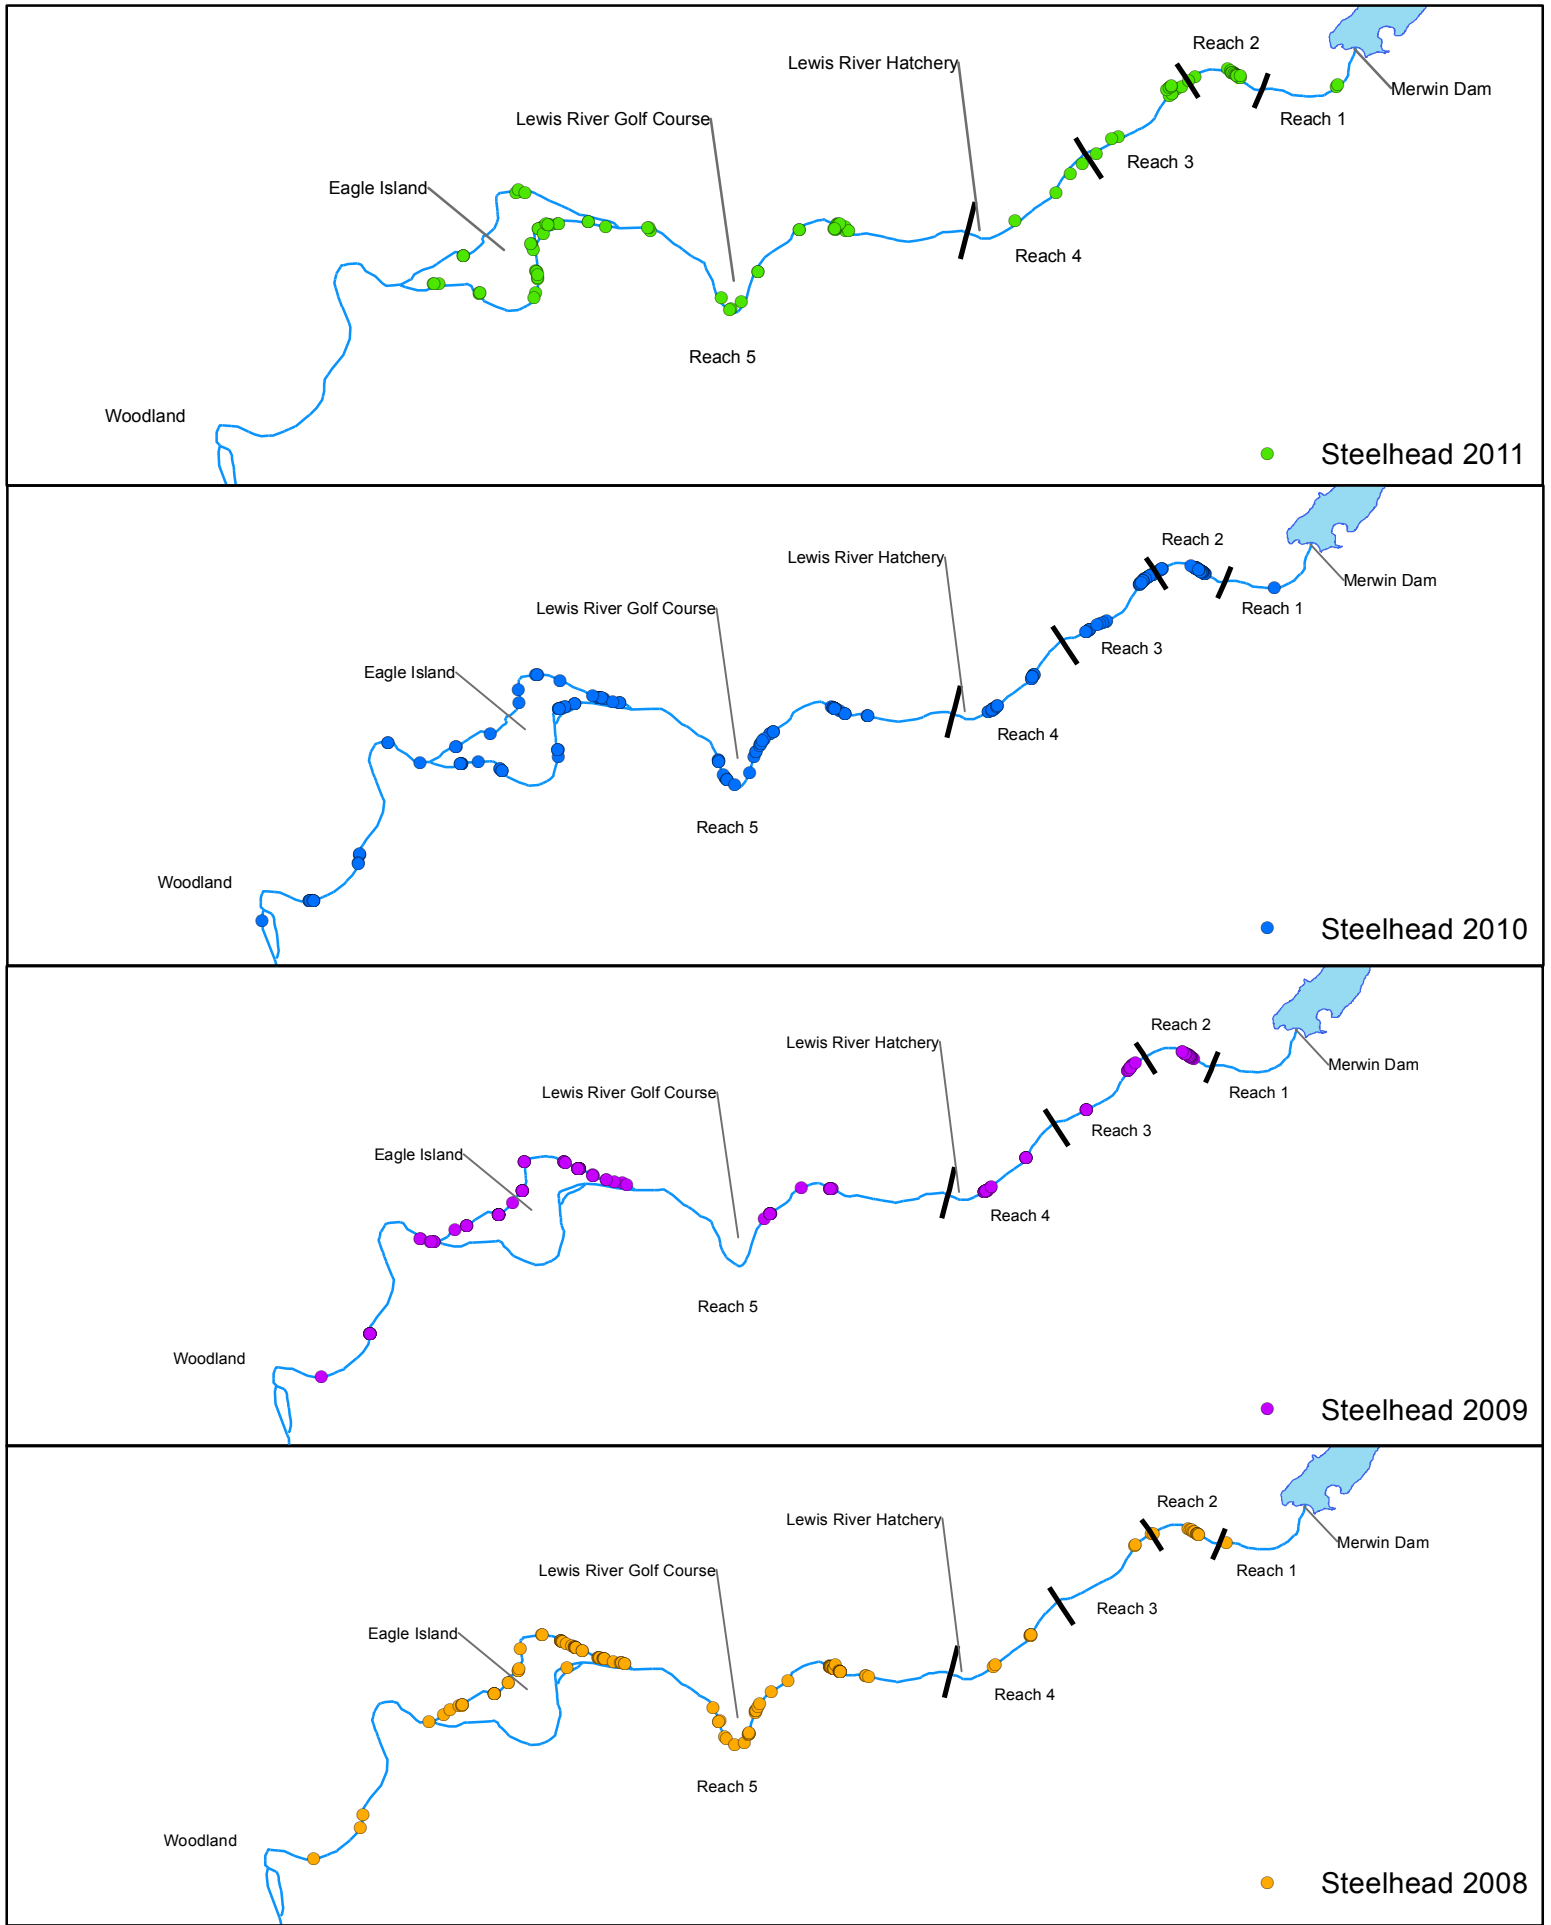 Reach 2
Lewis River Hatchery
Merwin Dam
Lewis River Golf Course
Reach 1
Reach 3
Eagle Island
Reach 4
Reach 5
Woodland
Steelhead 2011
Reach 2
Lewis River Hatchery
Merwin Dam
Lewis River Golf Course
Reach 1
Reach 3
Eagle Island
Reach 4
Reach 5
Woodland
Steelhead 2010
Reach 2
Lewis River Hatchery
Merwin Dam
Lewis River Golf Course
Reach 1
Reach 3
Eagle Island
Reach 4
Reach 5
Woodland
Steelhead 2009
Reach 2
Lewis River Hatchery
Merwin Dam
Lewis River Golf Course
Reach 1
Reach 3
Eagle Island
Reach 4
Reach 5
Woodland
Steelhead 2008